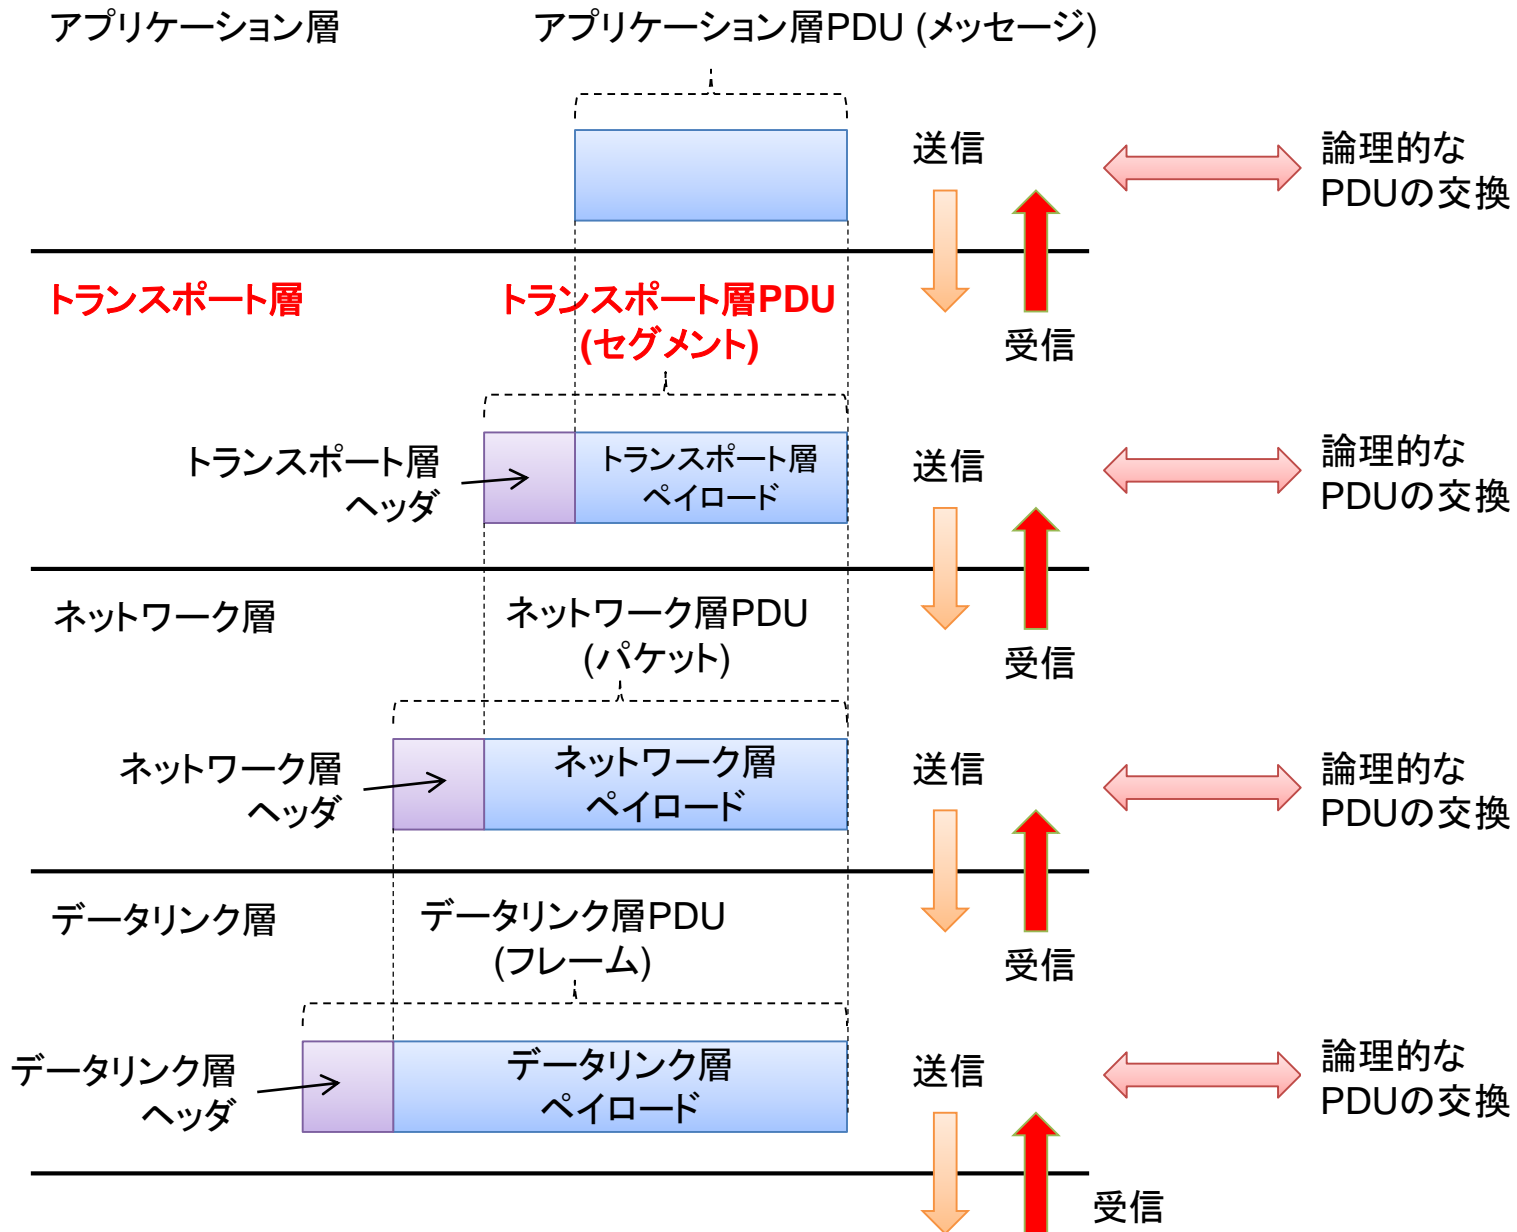 アプリケーション層
アプリケーション層PDU (メッセージ)
送信
論理的な
PDUの交換
トランスポート層
トランスポート層PDU
(セグメント)
受信
トランスポート層
ヘッダ
トランスポート層
ペイロード
送信
論理的な
PDUの交換
ネットワーク層
ネットワーク層PDU
(パケット)
受信
ネットワーク層
ヘッダ
ネットワーク層
ペイロード
送信
論理的な
PDUの交換
データリンク層
データリンク層PDU
(フレーム)
受信
データリンク層
ヘッダ
データリンク層
ペイロード
送信
論理的な
PDUの交換
受信